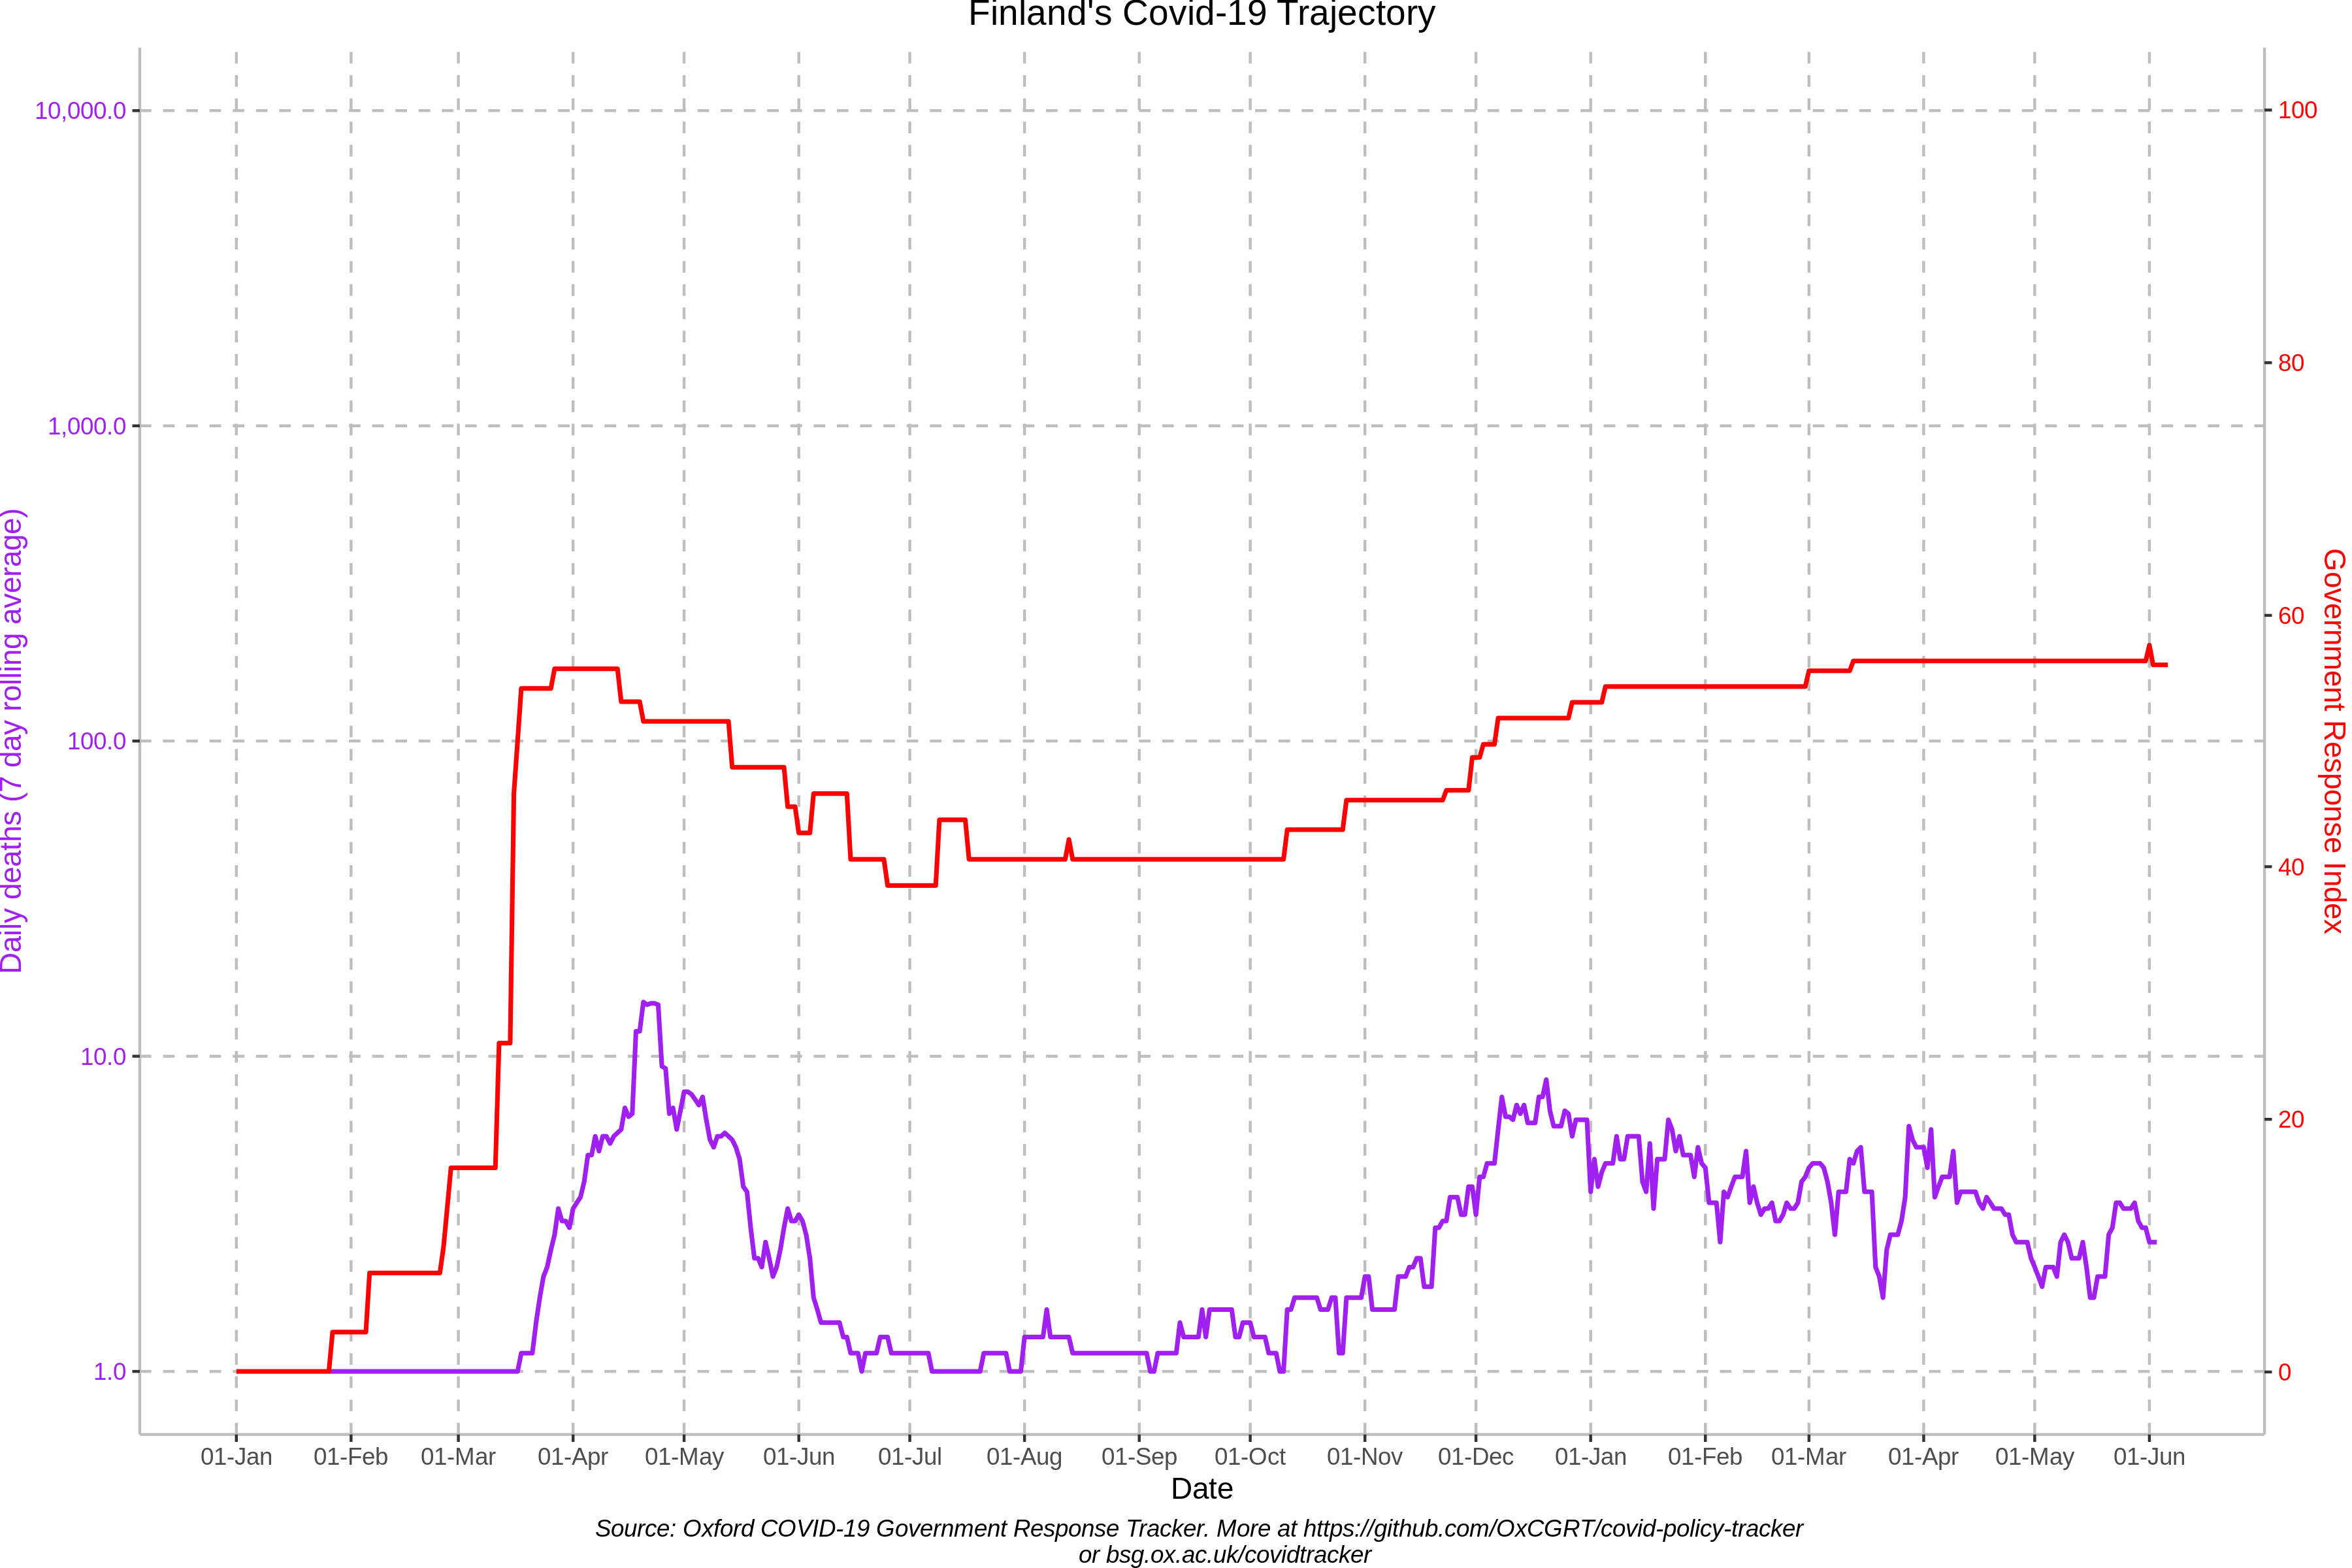 Finland's Covid-19 Trajectory
10,000.0
1,000.0
100.0
10.0
1.0
Daily deaths (7 day rolling average)
100
80
60
40
20
0
Government Response Index
01-Jan 01-Feb 01-Mar 01-Apr 01-May 01-Jun 01-Jul 01-Aug 01-Sep 01-Oct 01-Nov 01-Dec 01-Jan 01-Feb 01-Mar 01-Apr 01-May 01-Jun
Date
Source: Oxford COVID-19 Government Response Tracker. More at https://github.com/OxCGRT/covid-policy-tracker
or bsg.ox.ac.uk/covidtracker